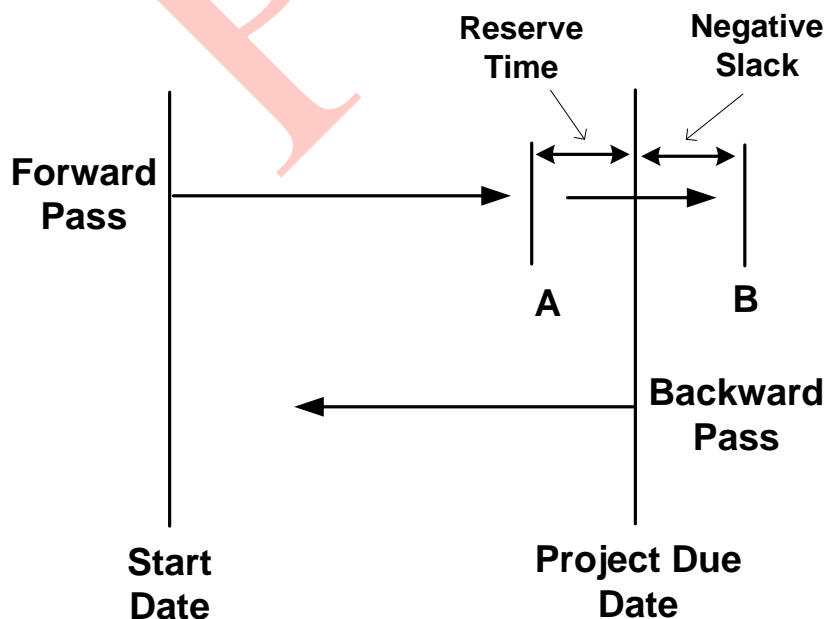 Reserve
Time
Negative
Slack
Forward
Pass
A
B
Backward
Pass
Start
Date
Project Due
Date